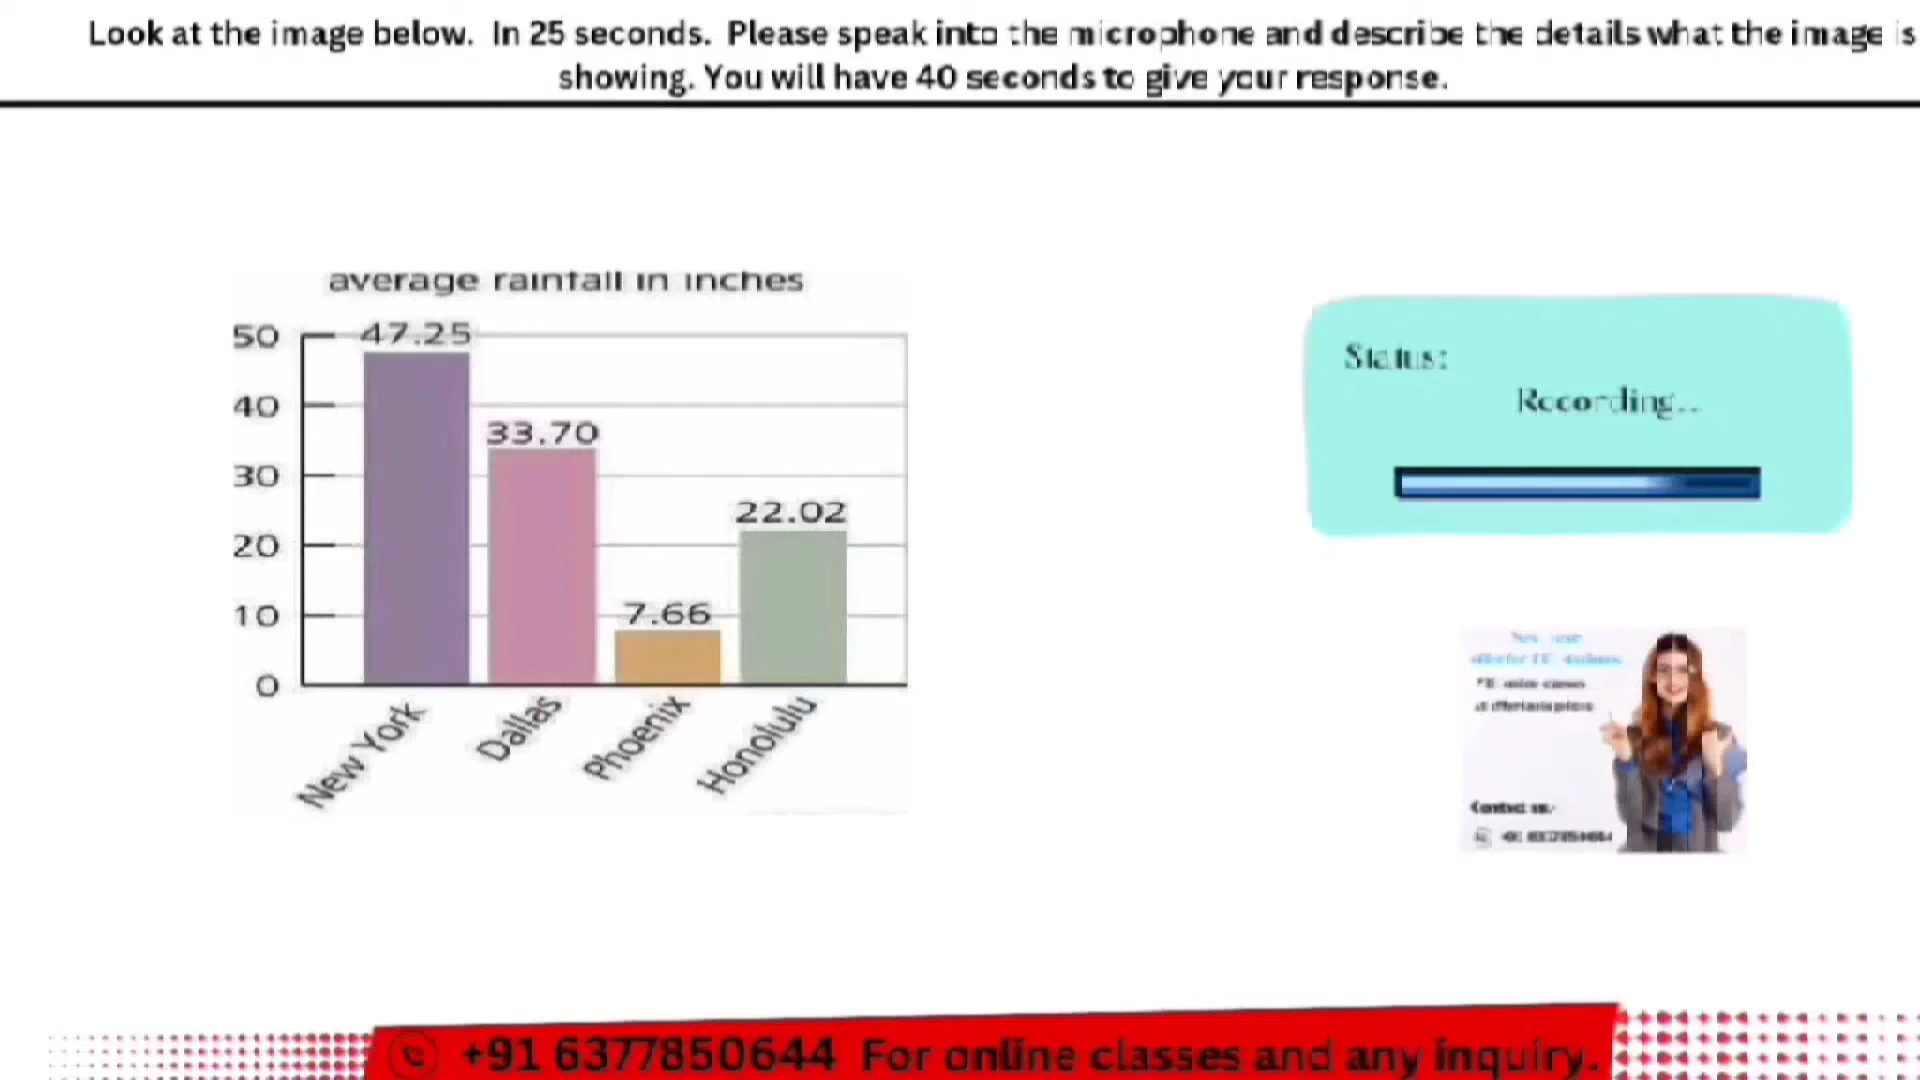 Look at the image below. In 25 seconds. Please speak into the microphone and describe the details what the image is
showing. You will have 40 seconds to give your response.
average rainfall in inches
50
40
30
20
10
0
47.25
33.70
7.66
22.02
New York
Dallas
Phoenix
Honolulu
Status:
Recording..
Contact us:-
+91 6377850644 For online classes and any inquiry.